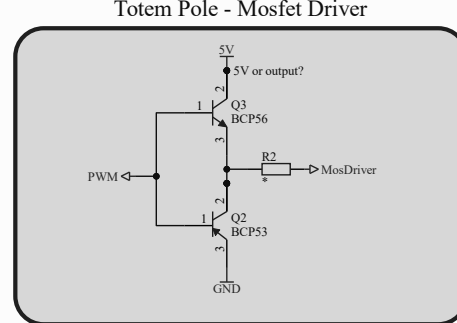 Totem Pole - Mosfet Driver
5V
5V or output?
2
1
Q3
BCP56
3
R2
PWM
MosDriver
*
2
1
Q2
BCP53
3
GND